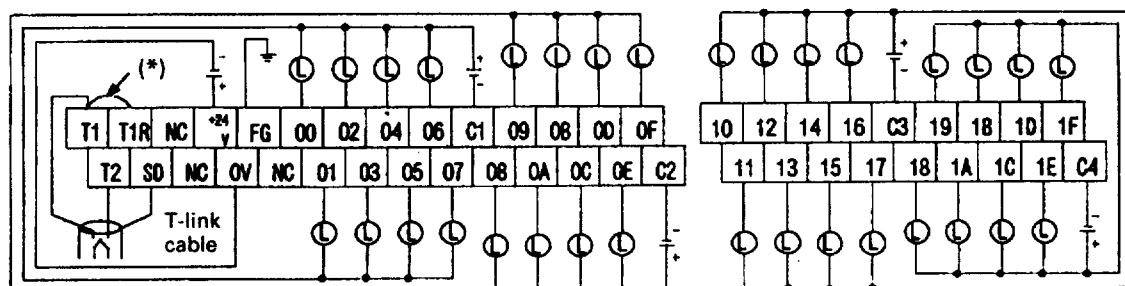 - L L L L + L L L L L L L L + L L L L
(*) + - -
T1 T1R NC +24 V FG 00 02 04 06 C1 09 0B 0D 0F 10 12 14 16 C3 19 1B 1D 1F
T2 SD NC 0V NC 01 03 05 07 08 0A 0C 0E C2 11 13 15 17 18 1A 1C 1E C4
T-link
cable
L L L L L L L L - + L L L L L L L L - +